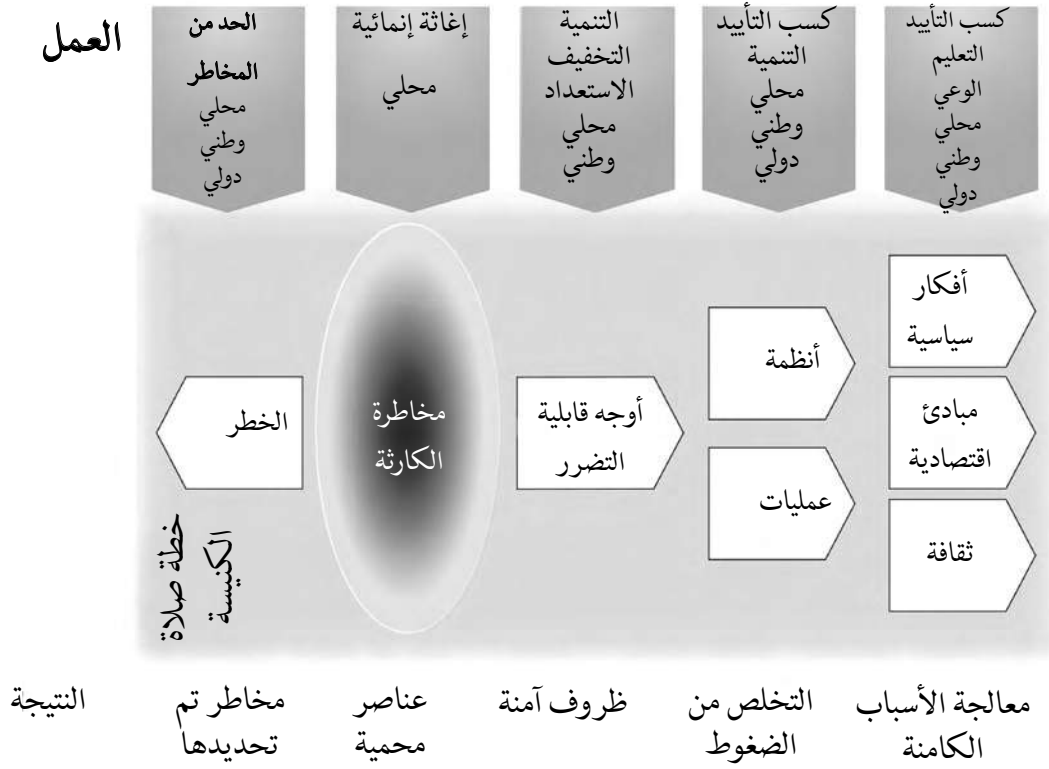 العمل
كسب التأييد
التعليم
الوعي
محلي
وطني
دولي
كسب التأييد
التنمية
محلي
وطني
دولي
التنمية
التخفيف
الاستعداد
محلي
وطني
إغاثة إنمائية
محلي
الحد من
المخاطر
محلي
وطني
دولي
أفكار
سياسية
مبادئ
اقتصادية
ثقافة
أنظمة
عمليات
أوجه قابلية
التضرر
مخاطرة
الكارثة
الخطر
خطة صلاة
الكنيسة
معالجة الأسباب
الكامنة
التخلص من
الضغوط
ظروف آمنة
عناصر
محمية
مخاطر تم
تحديدها
النتيجة